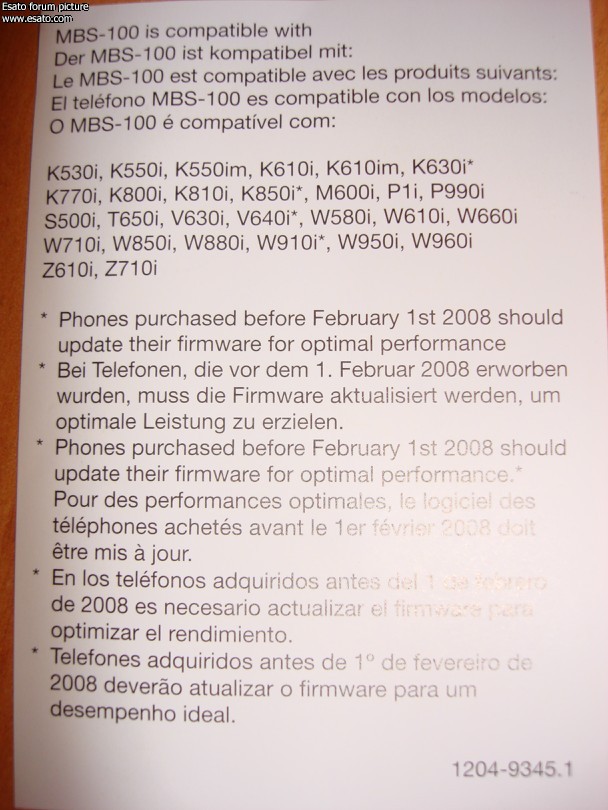 Esato forum picture
www.esato.com
MBS-100 is compatible with
Der MBS-100 ist kompatibel mit:
Le MBS-100 est compatible avec les produits suivants:
El teléfono MBS-100 es compatible con los modelos:
O MBS-100 é compatível com:
K530i, K550i, K550im, K610i, K610im, K630i*
K770i, K800i, K810i, K850i*, M600i, P1i, P990i
S500i, T650i, V630i, V640i*, W580i, W610i, W660i
W710i, W850i, W880i, W910i*, W950i, W960i
Z610i, Z710i
* Phones purchased before February 1st 2008 should
update their firmware for optimal performance
* Bei Telefonen, die vor dem 1. Februar 2008 erworben
wurden, muss die Firmware aktualisiert werden, um
optimale Leistung zu erzielen.
* Phones purchased before February 1st 2008 should
update their firmware for optimal performance.*
Pour des performances optimales, le logiciel des
téléphones achetés avant le 1er février 2008 doit
être mis à jour.
* En los teléfonos adquiridos antes del 1 de febrero
de 2008 es necesario actualizar el firmware para
optimizar el rendimiento.
* Telefones adquiridos antes de 1º de fevereiro de
2008 deverão atualizar o firmware para um
desempenho ideal.
1204-9345.1